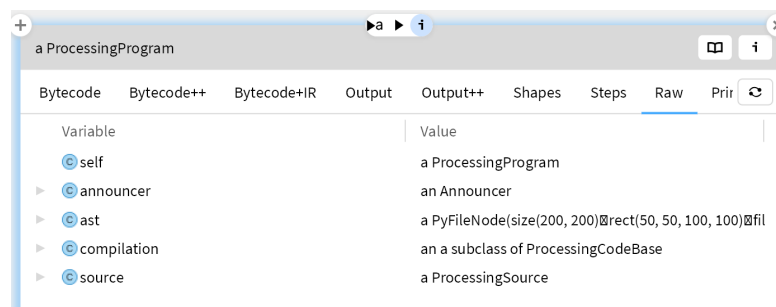 a i
a ProcessingProgram i
Bytecode Bytecode++ Bytecode+IR Output Output++ Shapes Steps Raw Prin
Variable Value
C self a ProcessingProgram
C announcer an Announcer
C ast a PyFileNode(size(200, 200)☒rect(50, 50, 100, 100)☒fil
C compilation an a subclass of ProcessingCodeBase
C source a ProcessingSource